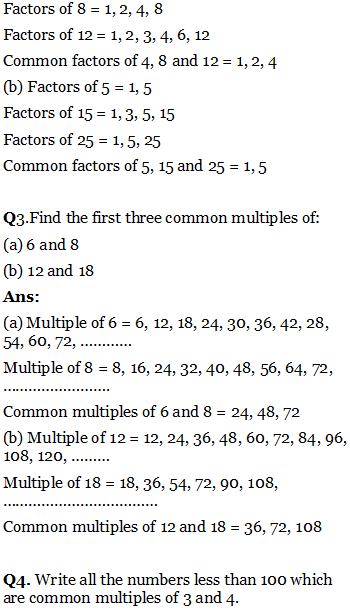 Factors of 8 = 1, 2, 4, 8
Factors of 12 = 1, 2, 3, 4, 6, 12
Common factors of 4, 8 and 12 = 1, 2, 4
(b) Factors of 5 = 1, 5
Factors of 15 = 1, 3, 5, 15
Factors of 25 = 1, 5, 25
Common factors of 5, 15 and 25 = 1, 5
Q3.Find the first three common multiples of:
(a) 6 and 8
(b) 12 and 18
Ans:
(a) Multiple of 6 = 6, 12, 18, 24, 30, 36, 42, 28,
54, 60, 72, ............
Multiple of 8 = 8, 16, 24, 32, 40, 48, 56, 64, 72,
..........................
Common multiples of 6 and 8 = 24, 48, 72
(b) Multiple of 12 = 12, 24, 36, 48, 60, 72, 84, 96,
108, 120, .........
Multiple of 18 = 18, 36, 54, 72, 90, 108,
.....................................
Common multiples of 12 and 18 = 36, 72, 108
Q4. Write all the numbers less than 100 which
are common multiples of 3 and 4.